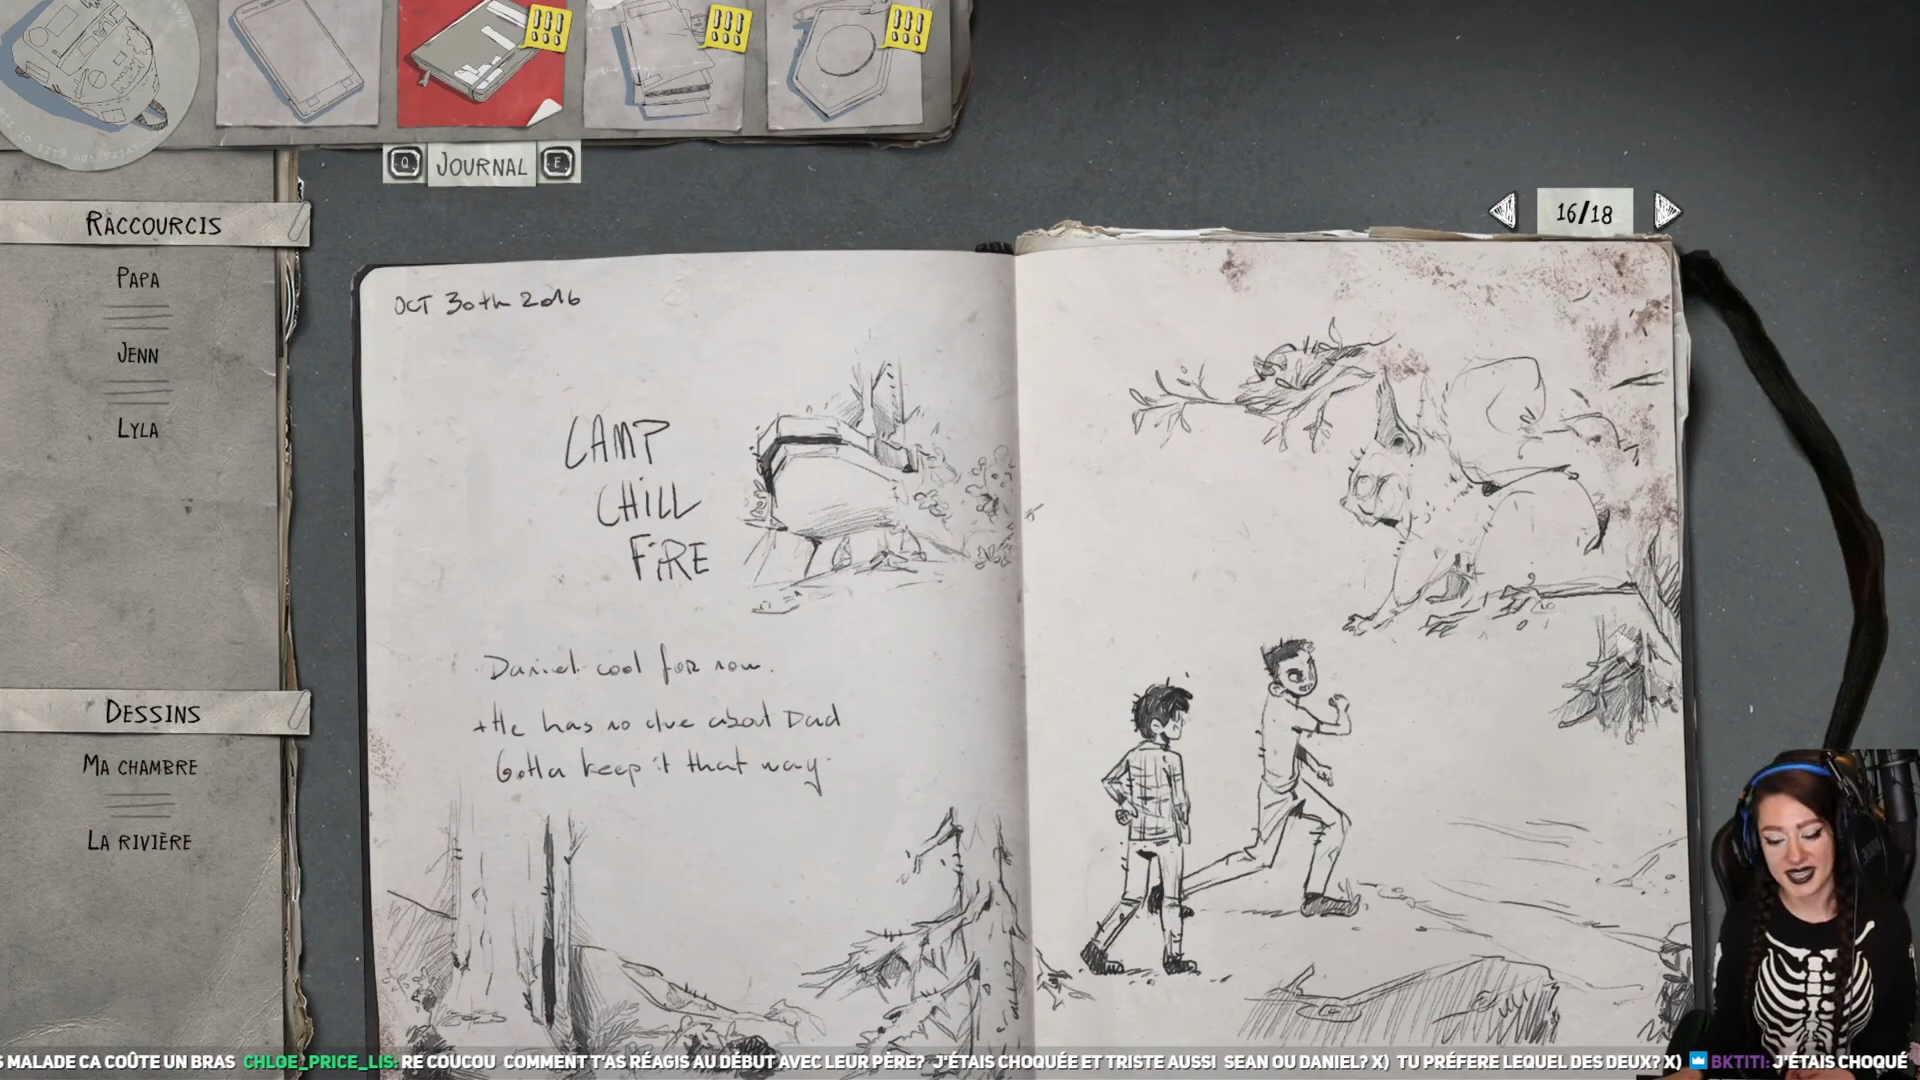 Q JOURNAL E
RACCOURCIS
PAPA
JENN
LYLA
DESSINS
MA CHAMBRE
LA RIVIÈRE
16/18
OCT 30th 2016
CAMP
CHILL
FIRE
Daniel cool for now.
+He has no clue about Dad
Gotta keep it that way.
MALADE CA COÛTE UN BRAS CHLOE_PRICE_LIS: RE COUCOU COMMENT T'AS RÉAGIS AU DÉBUT AVEC LEUR PÈRE? J'ÉTAIS CHOQUÉE ET TRISTE AUSSI SEAN OU DANIEL? X) TU PRÉFERE LEQUEL DES DEUX? X) BKTITI: J'ÉTAIS CHOQUÉ